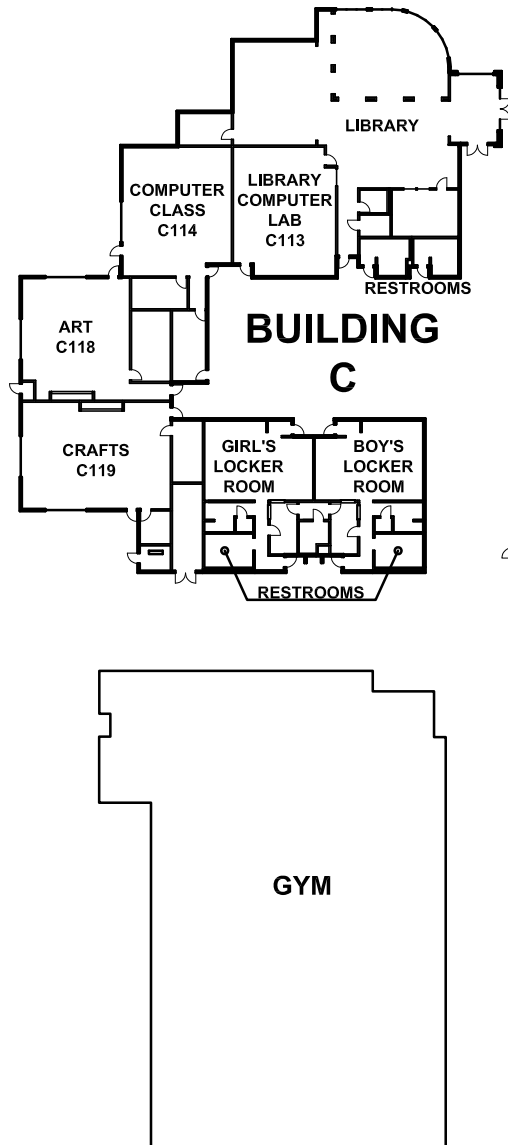 LIBRARY
COMPUTER
CLASS
C114
LIBRARY
COMPUTER
LAB
C113
RESTROOMS
ART
C118
BUILDING
C
CRAFTS
C119
GIRL'S
LOCKER
ROOM
BOY'S
LOCKER
ROOM
RESTROOMS
GYM